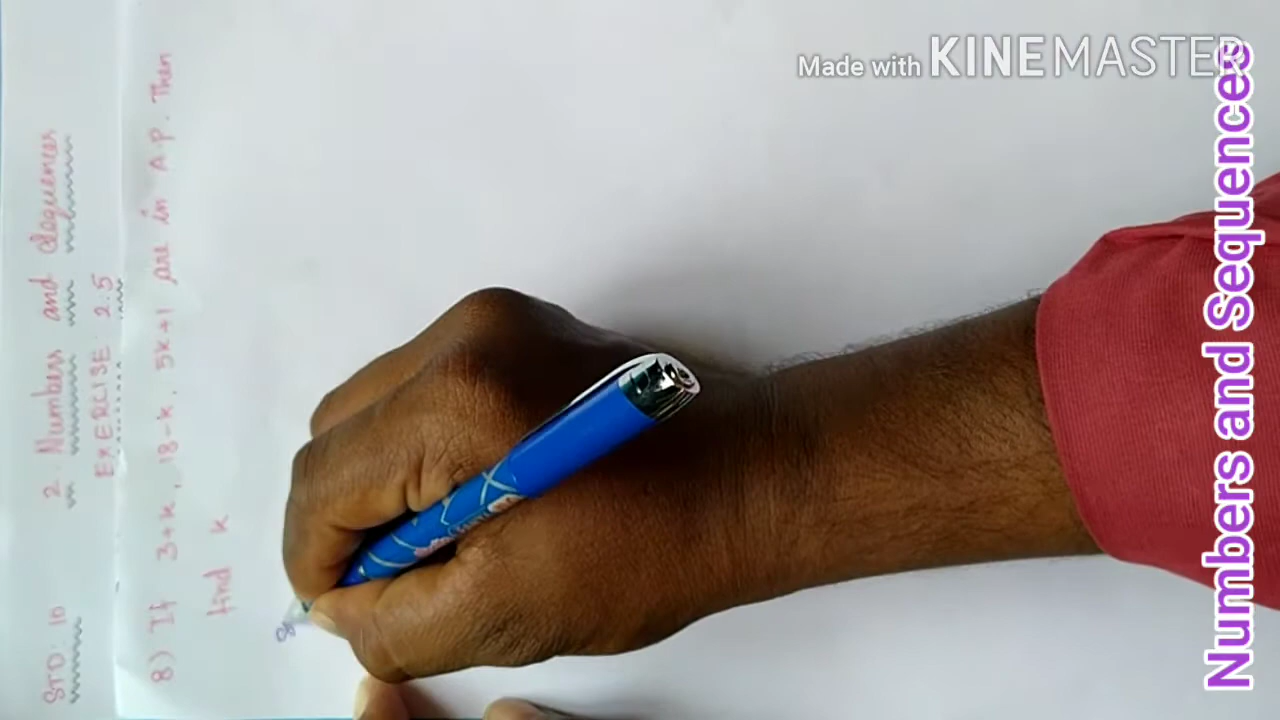 STD: 10 2. Numbers and Sequences
EXERCISE 2.5
8) If 3+k, 18-k, 5k+1 are in A.P. Then
find k
Made with KINEMASTER
Numbers and Sequences